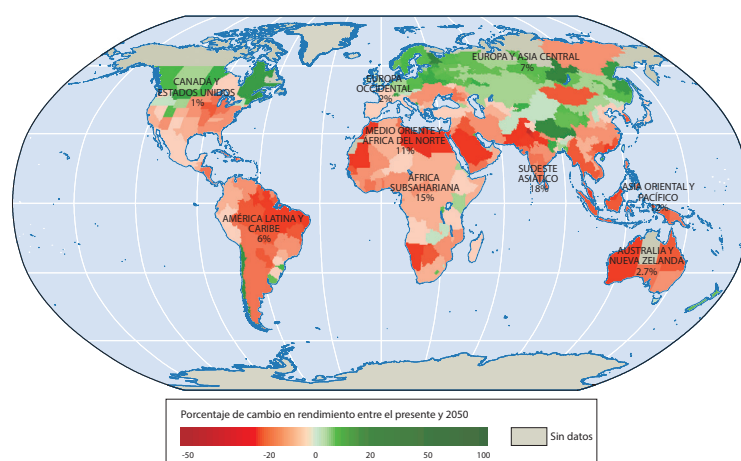 EUROPA Y ASIA CENTRAL
7%
CANADÁ Y
ESTADOS UNIDOS
1%
EUROPA
OCCIDENTAL
2%
MEDIO ORIENTE Y
ÁFRICA DEL NORTE
11%
SUDESTE
ASIÁTICO
18%
ÁFRICA
SUBSAHARIANA
15%
ASIA ORIENTAL Y
PACÍFICO
12%
AMÉRICA LATINA Y
CARIBE
6%
AUSTRALIA Y
NUEVA ZELANDA
2.7%
Porcentaje de cambio en rendimiento entre el presente y 2050
-50 -20 0 20 50 100
Sin datos